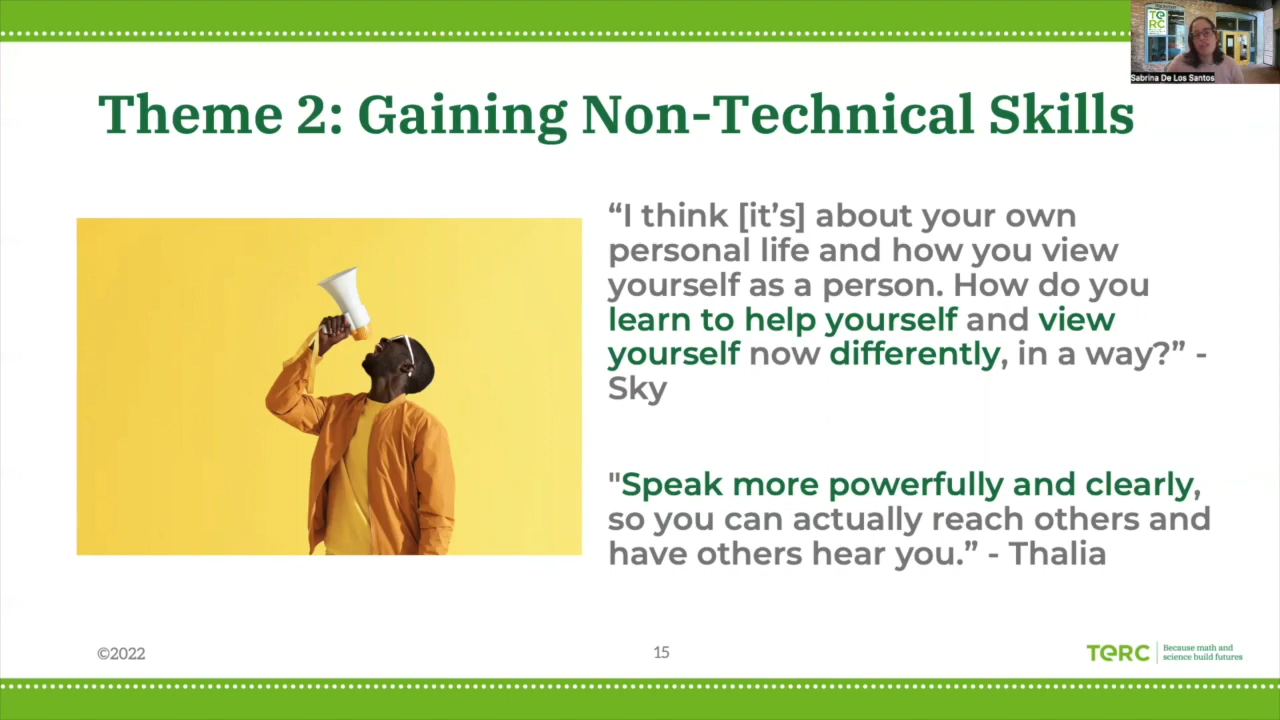 TERC
Sabrina De Los Santos
Theme 2: Gaining Non-Technical Skills
“I think [it’s] about your own
personal life and how you view
yourself as a person. How do you
learn to help yourself and view
yourself now differently, in a way?” -
Sky
"Speak more powerfully and clearly,
so you can actually reach others and
have others hear you.” - Thalia
©2022
15
TERC
Because math and
science build futures